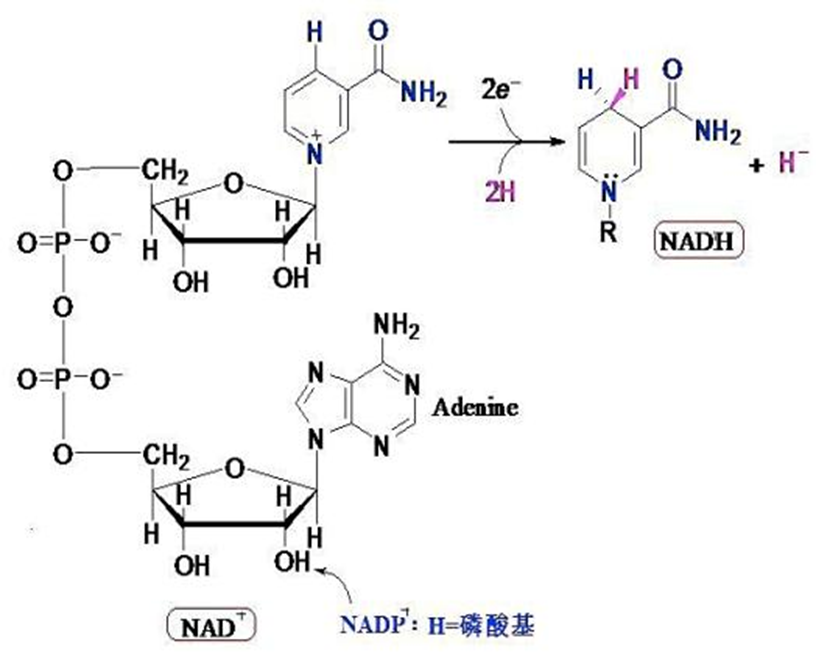 H
O
NH₂
N⁺
2e⁻
2H
H H
O
NH₂
N̈
R
NADH
+ H⁻
O
CH₂
O
H
H
H
H
O=P-O⁻
OH
OH
O
O=P-O⁻
NH₂
N
N
N
N
Adenine
O
CH₂
O
H
H
H
H
OH
OH
NAD⁺
NADP⁺: H=磷酸基